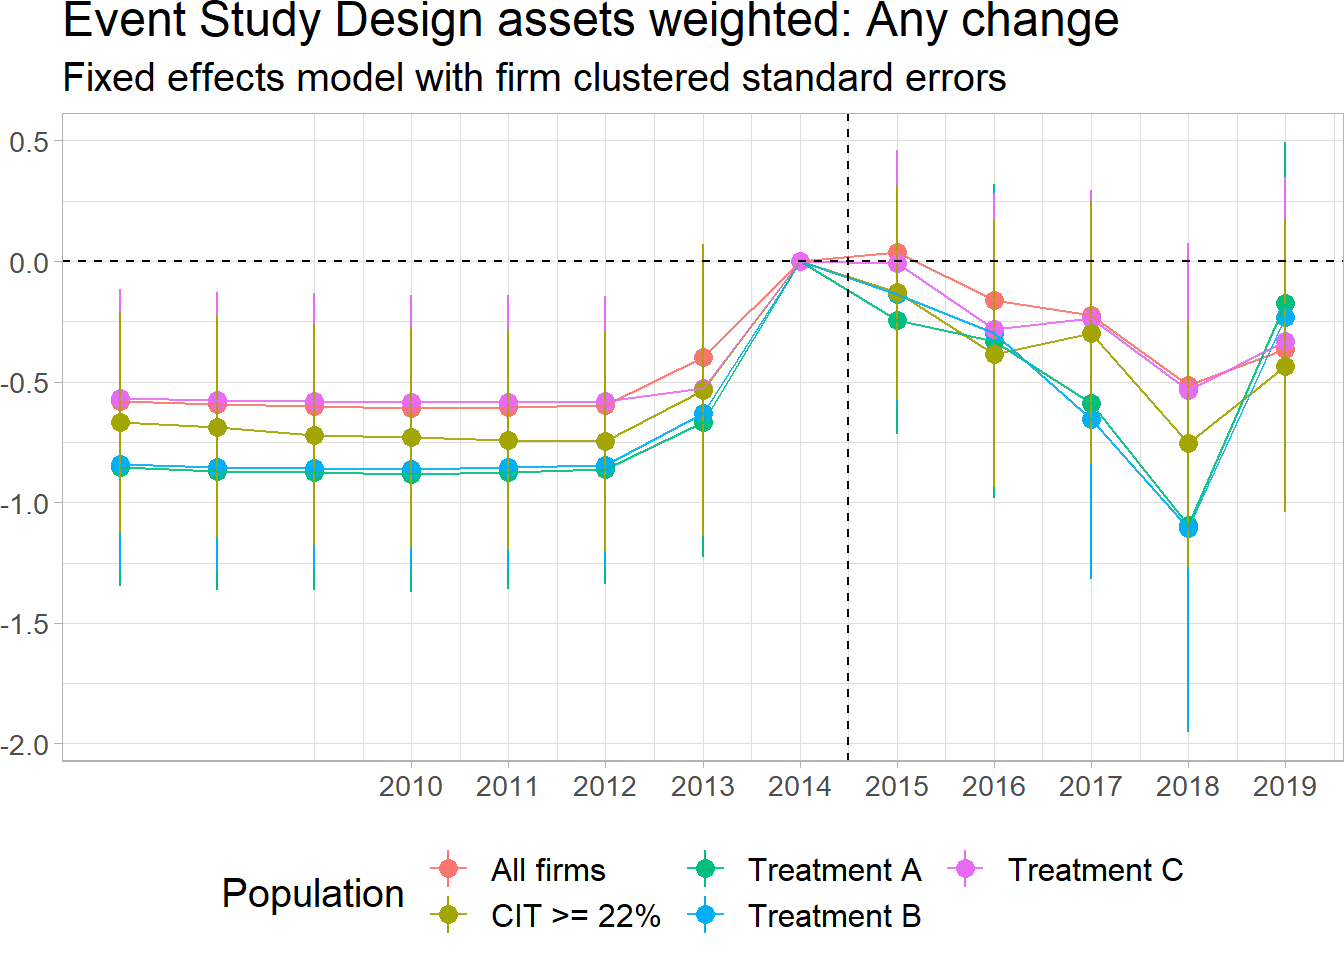 Event Study Design assets weighted: Any change
Fixed effects model with firm clustered standard errors
0.5
0.0
-0.5
-1.0
-1.5
-2.0
2010 2011 2012 2013 2014 2015 2016 2017 2018 2019
Population
All firms Treatment A Treatment C
CIT >= 22% Treatment B